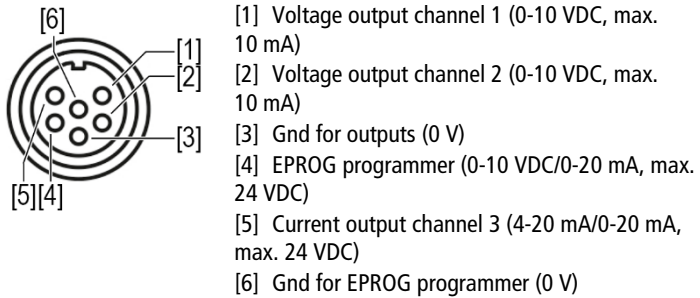 [6]
[1]
[2]
[3]
[5][4]
[1] Voltage output channel 1 (0-10 VDC, max.
10 mA)
[2] Voltage output channel 2 (0-10 VDC, max.
10 mA)
[3] Gnd for outputs (0 V)
[4] EPROG programmer (0-10 VDC/0-20 mA, max.
24 VDC)
[5] Current output channel 3 (4-20 mA/0-20 mA,
max. 24 VDC)
[6] Gnd for EPROG programmer (0 V)